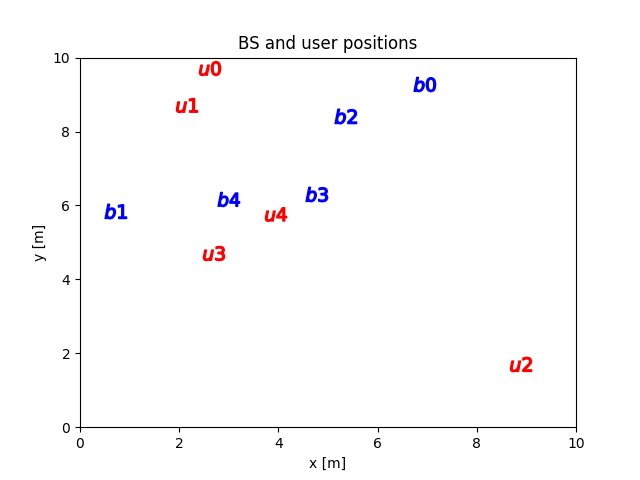 BS and user positions
10
u0
b0
u1
b2
8
b3
b4
6
b1
u4
u3
y [m]
4
2
u2
0
0 2 4 6 8 10
x [m]